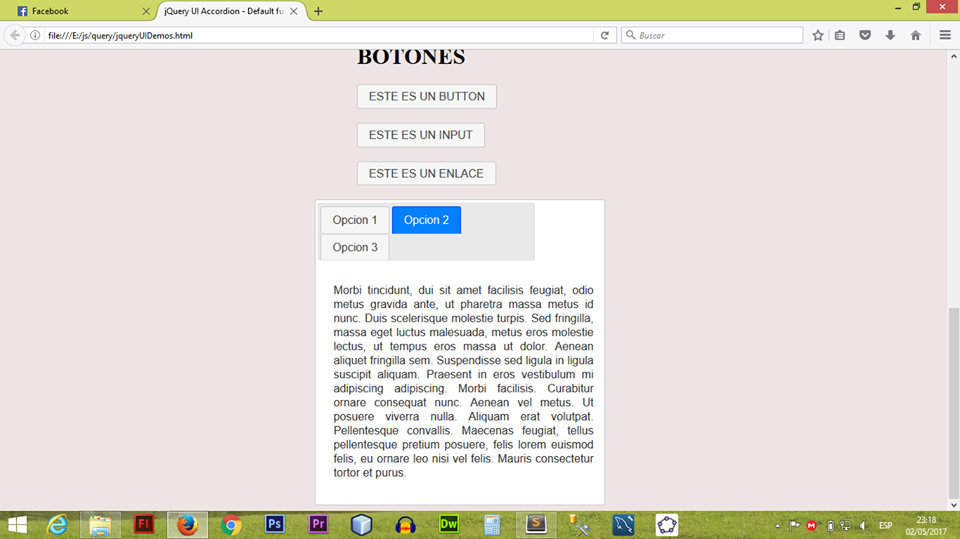 Facebook
jQuery UI Accordion - Default fu
file:///E:/js/query/jqueryUIDemos.html
Buscar
BOTONES
ESTE ES UN BUTTON
ESTE ES UN INPUT
ESTE ES UN ENLACE
Opcion 1
Opcion 2
Opcion 3
Morbi tincidunt, dui sit amet facilisis feugiat, odio
metus gravida ante, ut pharetra massa metus id
nunc. Duis scelerisque molestie turpis. Sed fringilla,
massa eget luctus malesuada, metus eros molestie
lectus, ut tempus eros massa ut dolor. Aenean
aliquet fringilla sem. Suspendisse sed ligula in ligula
suscipit aliquam. Praesent in eros vestibulum mi
adipiscing adipiscing. Morbi facilisis. Curabitur
ornare consequat nunc. Aenean vel metus. Ut
posuere viverra nulla. Aliquam erat volutpat.
Pellentesque convallis. Maecenas feugiat, tellus
pellentesque pretium posuere, felis lorem euismod
felis, eu ornare leo nisi vel felis. Mauris consectetur
tortor et purus.
Fl
Ps
Pr
Dw
S
ESP
23:18
02/05/2017